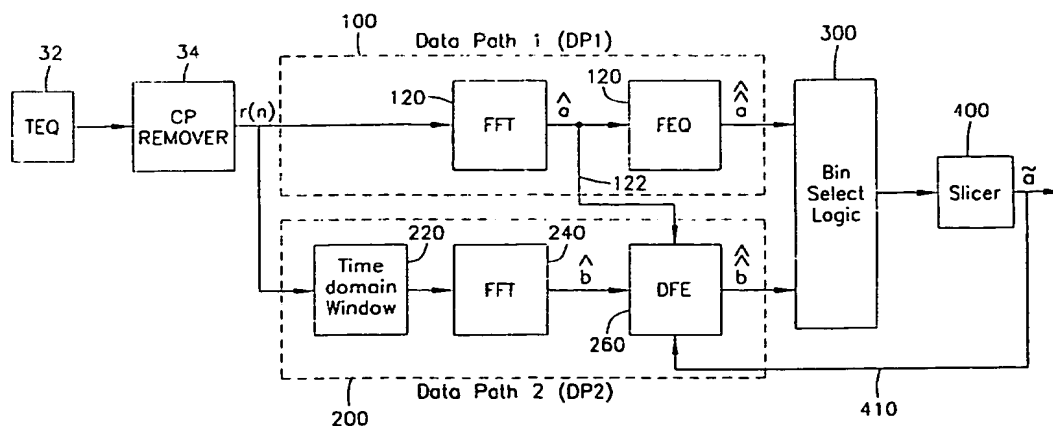 100
Data Path i (DP1)
32
34
300
TEQ
CP
REMOVER
r(n)
120
FFT
â
120
FEQ
a^^
122
Bin
Select
Logic
400
Slicer
ã
220
Time
domain
Window
240
FFT
b^
DFE
260
b^^
200
Data Path 2 (DP2)
410